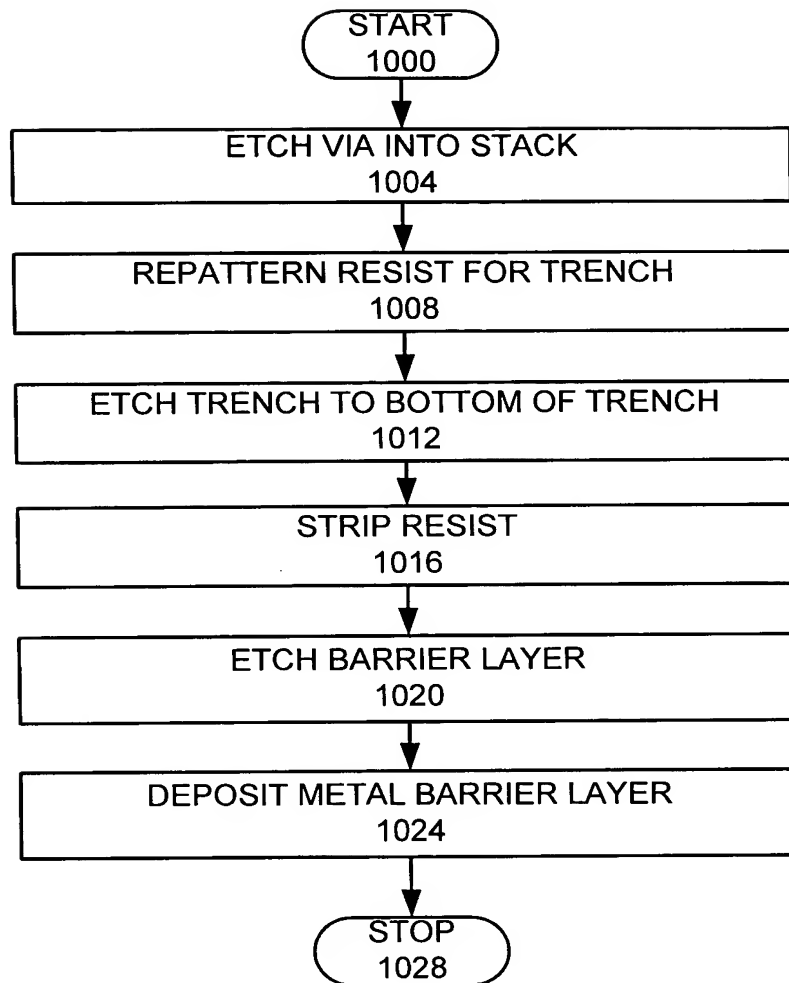 START
1000
ETCH VIA INTO STACK
1004
REPATTERN RESIST FOR TRENCH
1008
ETCH TRENCH TO BOTTOM OF TRENCH
1012
STRIP RESIST
1016
ETCH BARRIER LAYER
1020
DEPOSIT METAL BARRIER LAYER
1024
STOP
1028